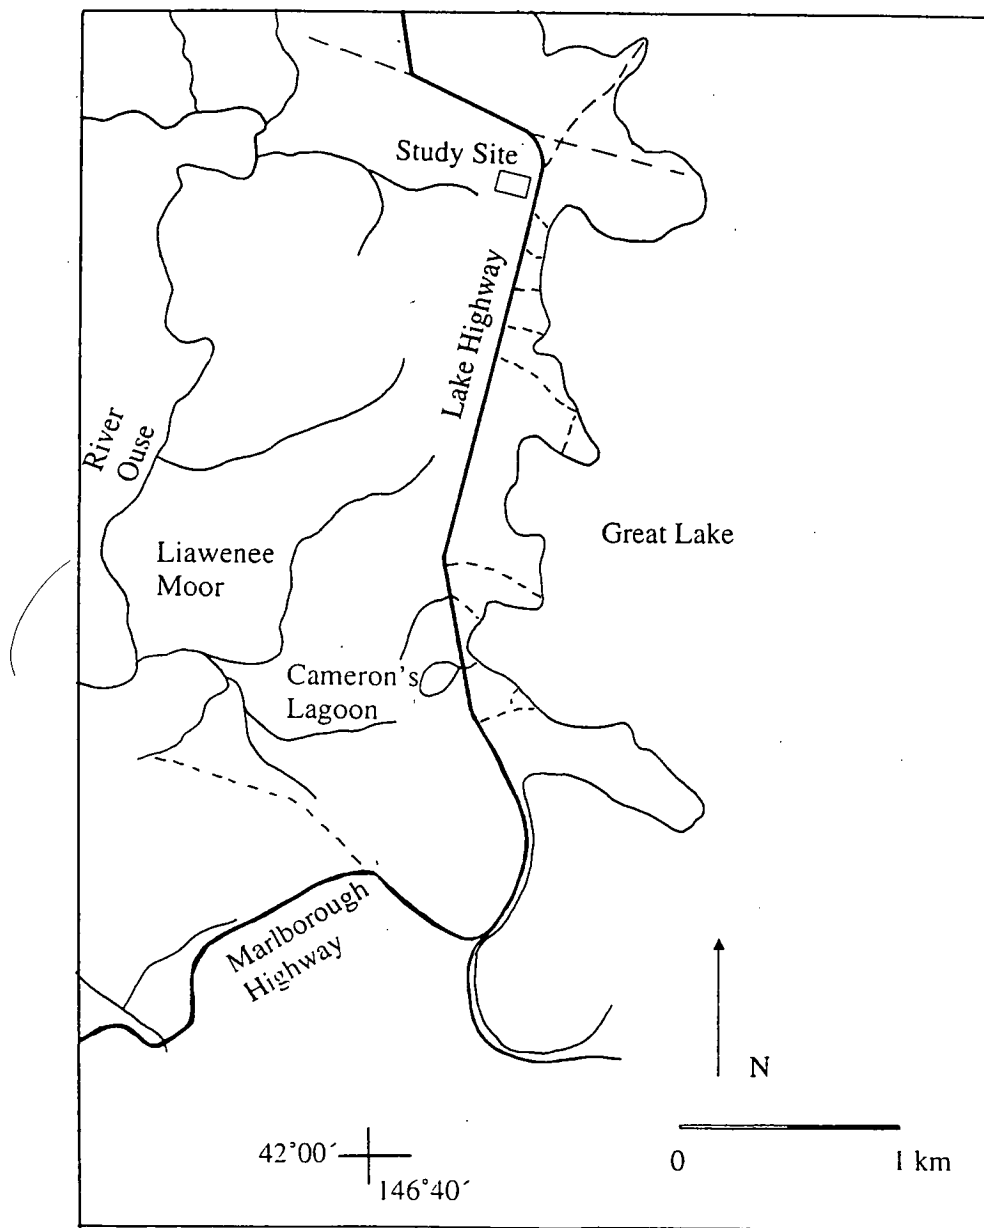 Study Site
Lake Highway
River
Ouse
Great Lake
Liawenee
Moor
Cameron's
Lagoon
Marlborough
Highway
N
42°00´
146°40´
0 1 km